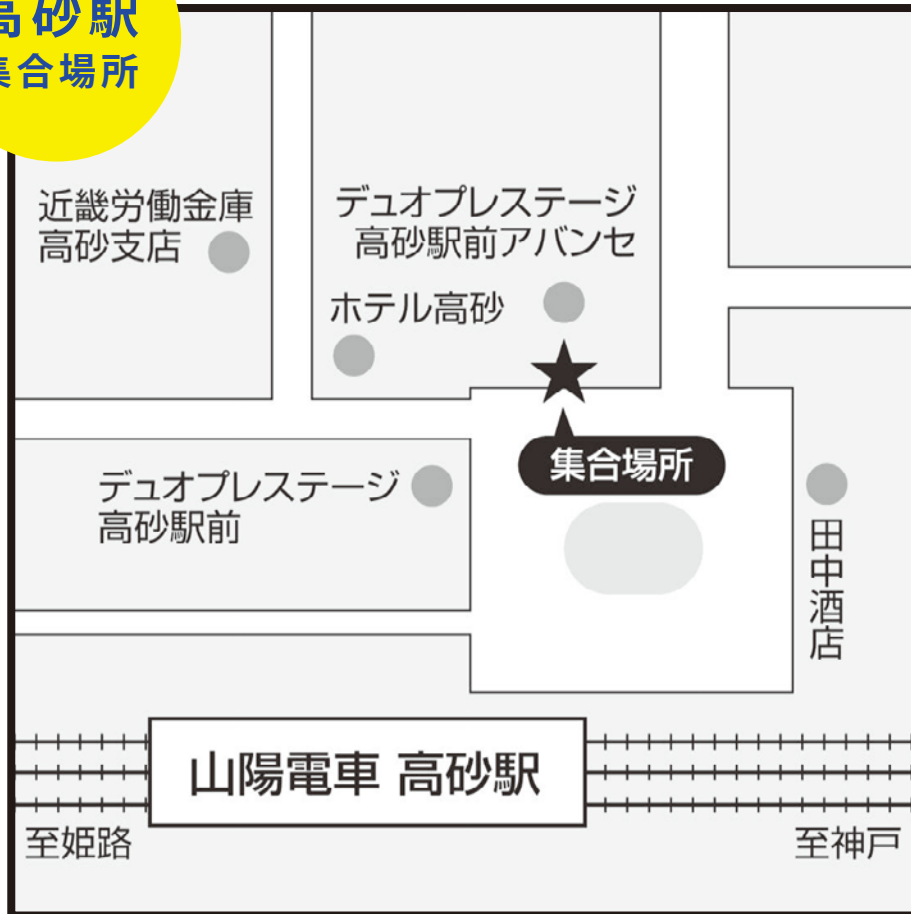 高砂駅
集合場所
近畿労働金庫
高砂支店
デュオプレステージ
高砂駅前アバンセ
ホテル高砂
集合場所
デュオプレステージ
高砂駅前
田中酒店
山陽電車 高砂駅
至姫路
至神戸